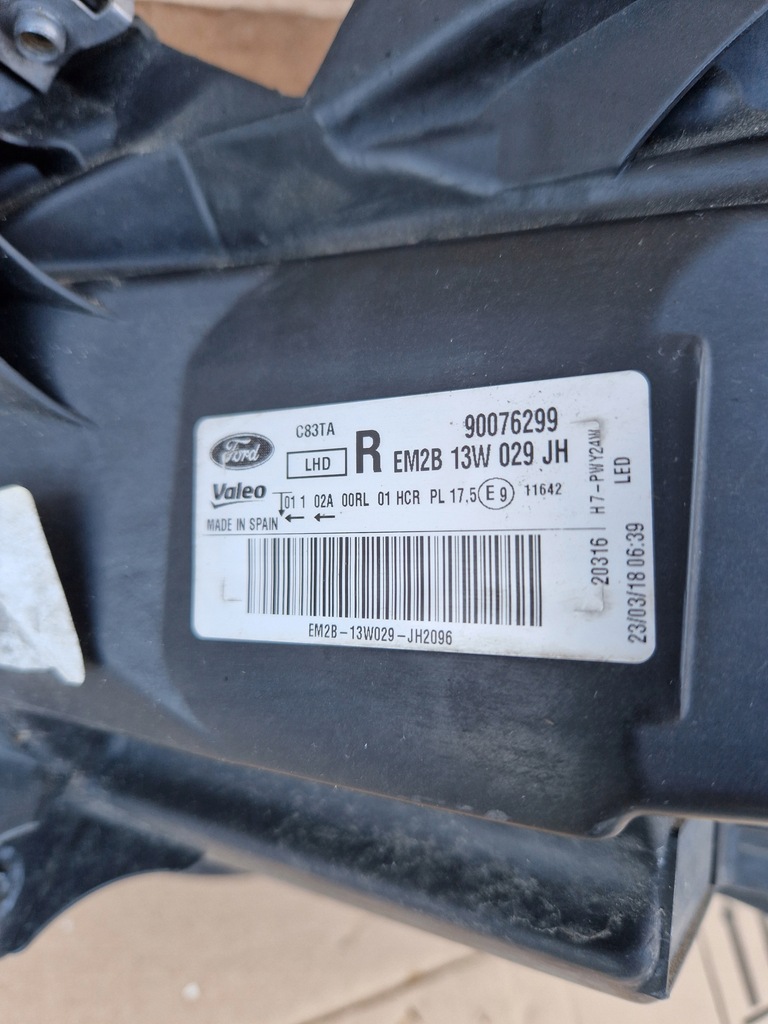 Ford
C83TA
90076299
LHD R EM2B 13W 029 JH
Valeo
01 1 02A 00RL 01 HCR PL 17,5 E9 11642
MADE IN SPAIN
EM2B-13W029-JH2096
20316 H7-PWY24W
LED
23/03/18 06:39